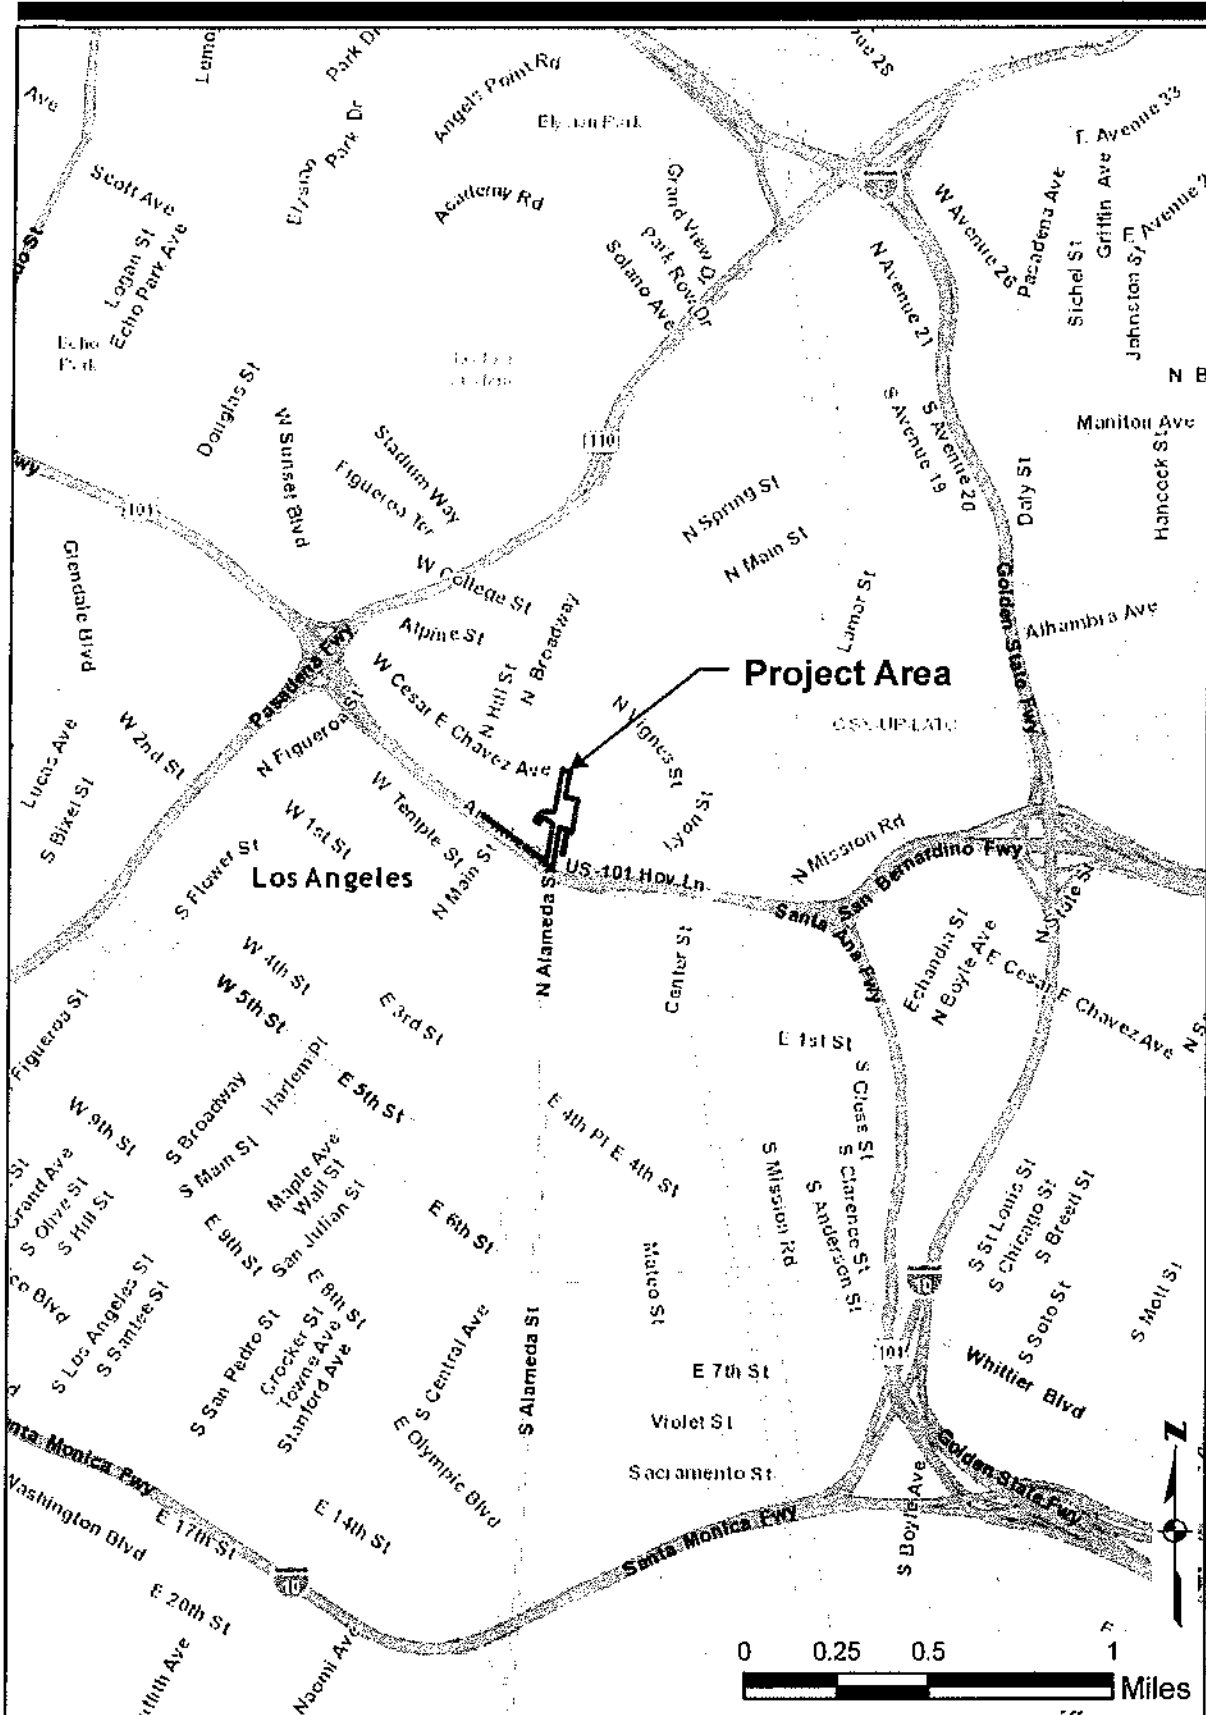 Park Dr
Angels Point Rd
Ave
Park Dr
Elysian
Scott Ave
Academy Rd
Grand View Dr
Park Row Dr
Solano Ave
E Avenue 33
W Avenue 26
Pasadena Ave
Griffin Ave
Sichel St
Johnston St
N Avenue 21
Logan St
Echo Park Ave
Echo
Park
Douglas St
W Sunset Blvd
Stadium Way
Figueroa Ter
110
S Avenue 19
S Avenue 20
Manitou Ave
Hancock St
Daly St
101
N Spring St
N Main St
Glendale Blvd
W College St
Alpine St
N Broadway
N Hill St
Lamar St
Golden State Fwy
Alhambra Ave
Pasadena Fwy
W Cesar E Chavez Ave
Project Area
N Vignes St
Lucas Ave
W 2nd St
N Figueroa St
S Bixel St
W Temple St
W 1st St
Lyon St
N Mission Rd
San Bernardino Fwy
S Flower St
Los Angeles
N Main St
US-101 Hov Ln
N Alameda St
Santa Ana Fwy
N State St
Echandia St
N Boyle Ave
E Cesar E Chavez Ave
Center St
W 4th St
W 5th St
E 3rd St
Figueroa St
E 1st St
Harlem Pl
E 5th St
S Broadway
W 9th St
S Main St
E 4th Pl
E 4th St
S Mission Rd
S Clarence St
S Anderson St
Grand Ave
S Olive St
S Hill St
Maple Ave
Wall St
San Julian St
E 9th St
E 6th St
E 8th St
Mateo St
S St Louis St
S Chicago St
S Breed St
S Soto St
S Mott St
10
S Los Angeles St
S Santee St
S San Pedro St
Crocker St
Towne Ave
Stanford Ave
S Central Ave
S Alameda St
E 7th St
101
Whittier Blvd
Violet St
E Olympic Blvd
Sacramento St
Golden State Fwy
S Boyle Ave
Santa Monica Fwy
Washington Blvd
E 17th St
E 14th St
Santa Monica Fwy
10
E 20th St
Naomi Ave
Z
0 0.25 0.5 1
Miles